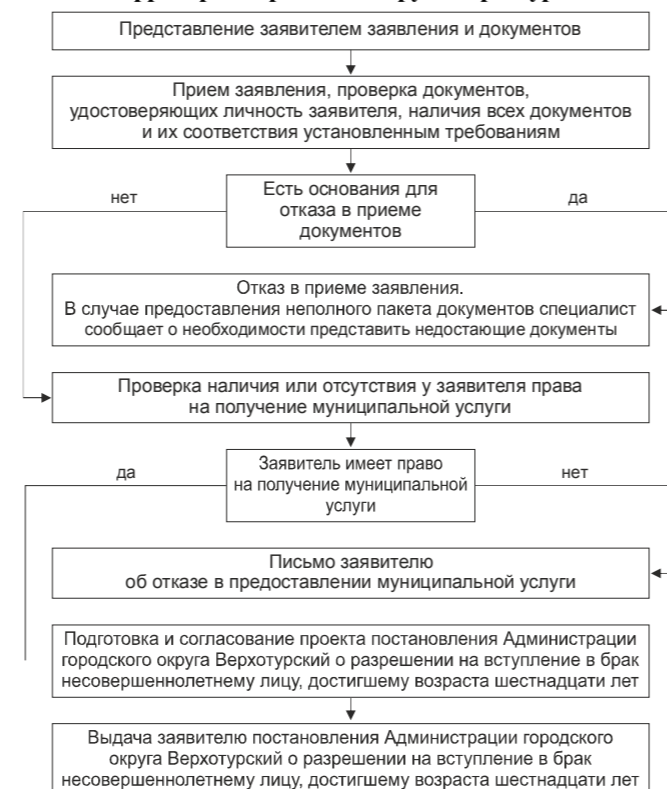 Представление заявителем заявления и документов
Прием заявления, проверка документов,
удостоверяющих личность заявителя, наличия всех документов
и их соответствия установленным требованиям
Есть основания для
отказа в приеме
документов
нет
да
Отказ в приеме заявления.
В случае предоставления неполного пакета документов специалист
сообщает о необходимости представить недостающие документы
Проверка наличия или отсутствия у заявителя права
на получение муниципальной услуги
Заявитель имеет право
на получение муниципальной
услуги
да
нет
Письмо заявителю
об отказе в предоставлении муниципальной услуги
Подготовка и согласование проекта постановления Администрации
городского округа Верхотурский о разрешении на вступление в брак
несовершеннолетнему лицу, достигшему возраста шестнадцати лет
Выдача заявителю постановления Администрации городского
округа Верхотурский о разрешении на вступление в брак
несовершеннолетнему лицу, достигшему возраста шестнадцати лет